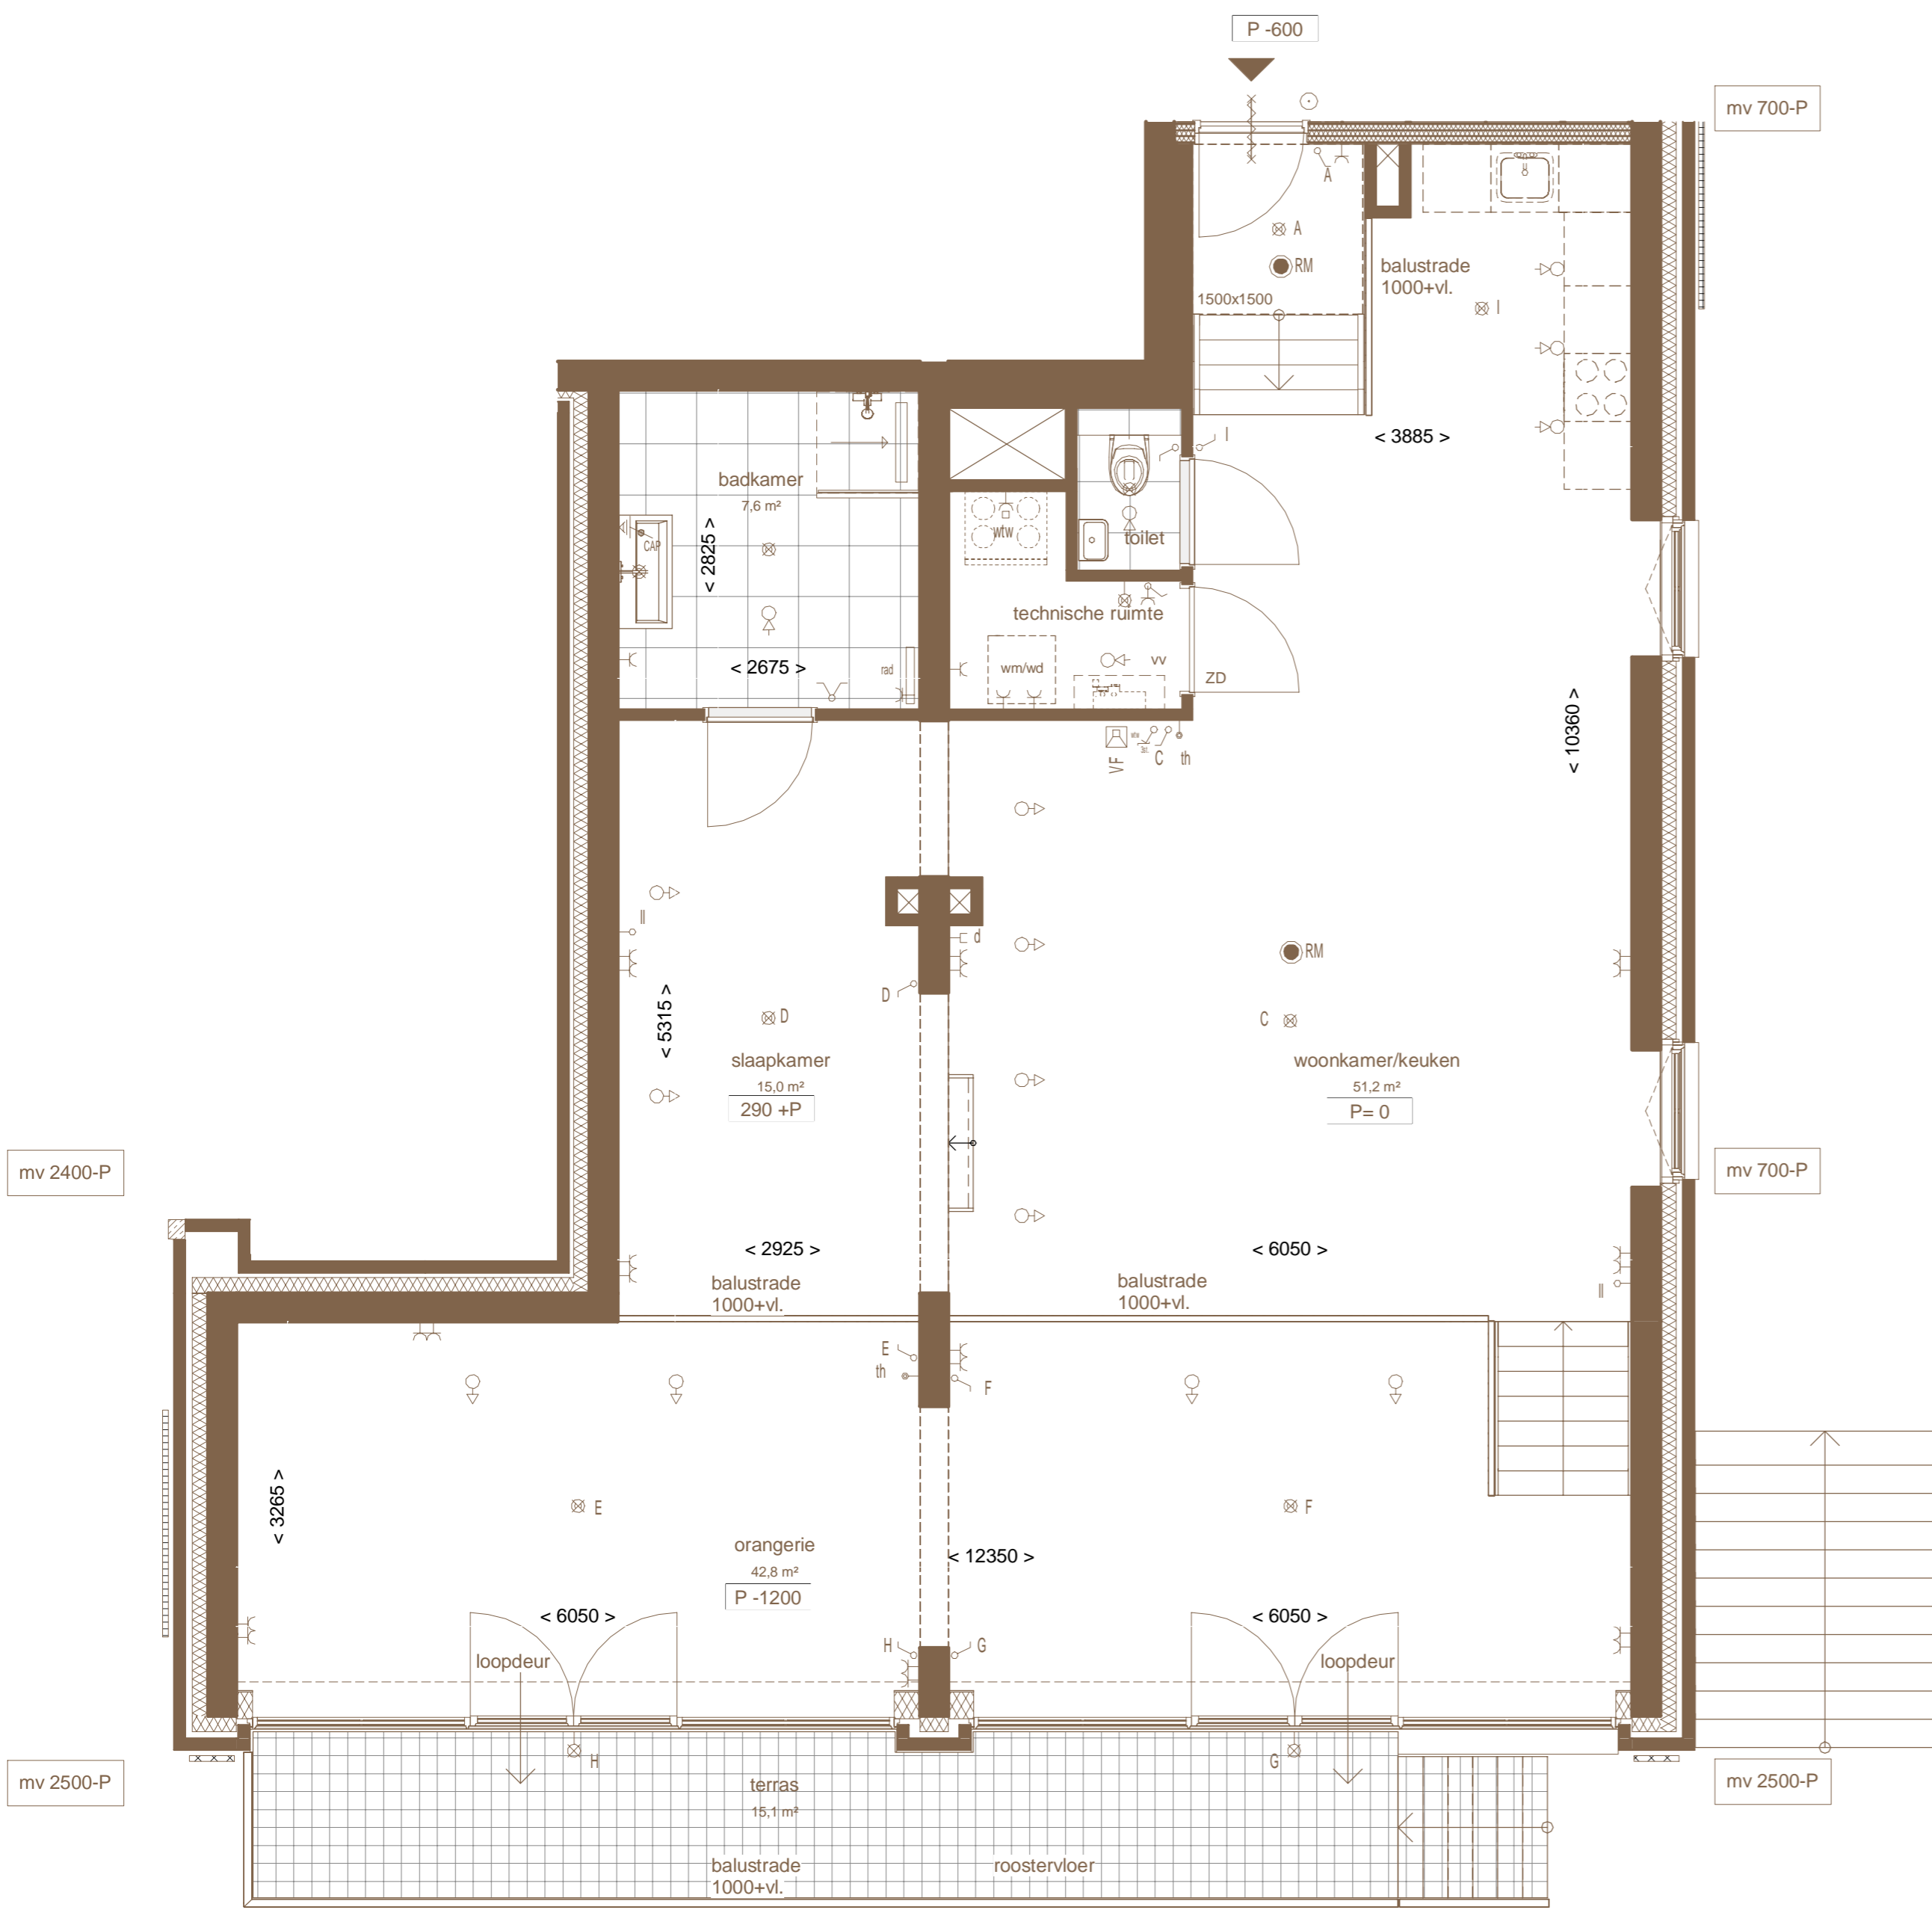 P -600
mv 700-P
A
A
RM
balustrade
1000+vl.
1500x1500
I
< 3885 >
I
badkamer
7,6 m²
CAP
< 2825 >
wtw
toilet
technische ruimte
< 2675 >
rad
wm/wd
vv
ZD
< 10360 >
VF
C
th
II
d
D
RM
D
C
< 5315 >
slaapkamer
15,0 m²
290 +P
woonkamer/keuken
51,2 m²
P= 0
mv 2400-P
mv 700-P
< 2925 >
< 6050 >
balustrade
1000+vl.
balustrade
1000+vl.
II
E
th
F
< 3265 >
E
F
orangerie
42,8 m²
P -1200
< 12350 >
< 6050 >
< 6050 >
H
G
loopdeur
loopdeur
H
G
mv 2500-P
terras
15,1 m²
mv 2500-P
balustrade
1000+vl.
roostervloer